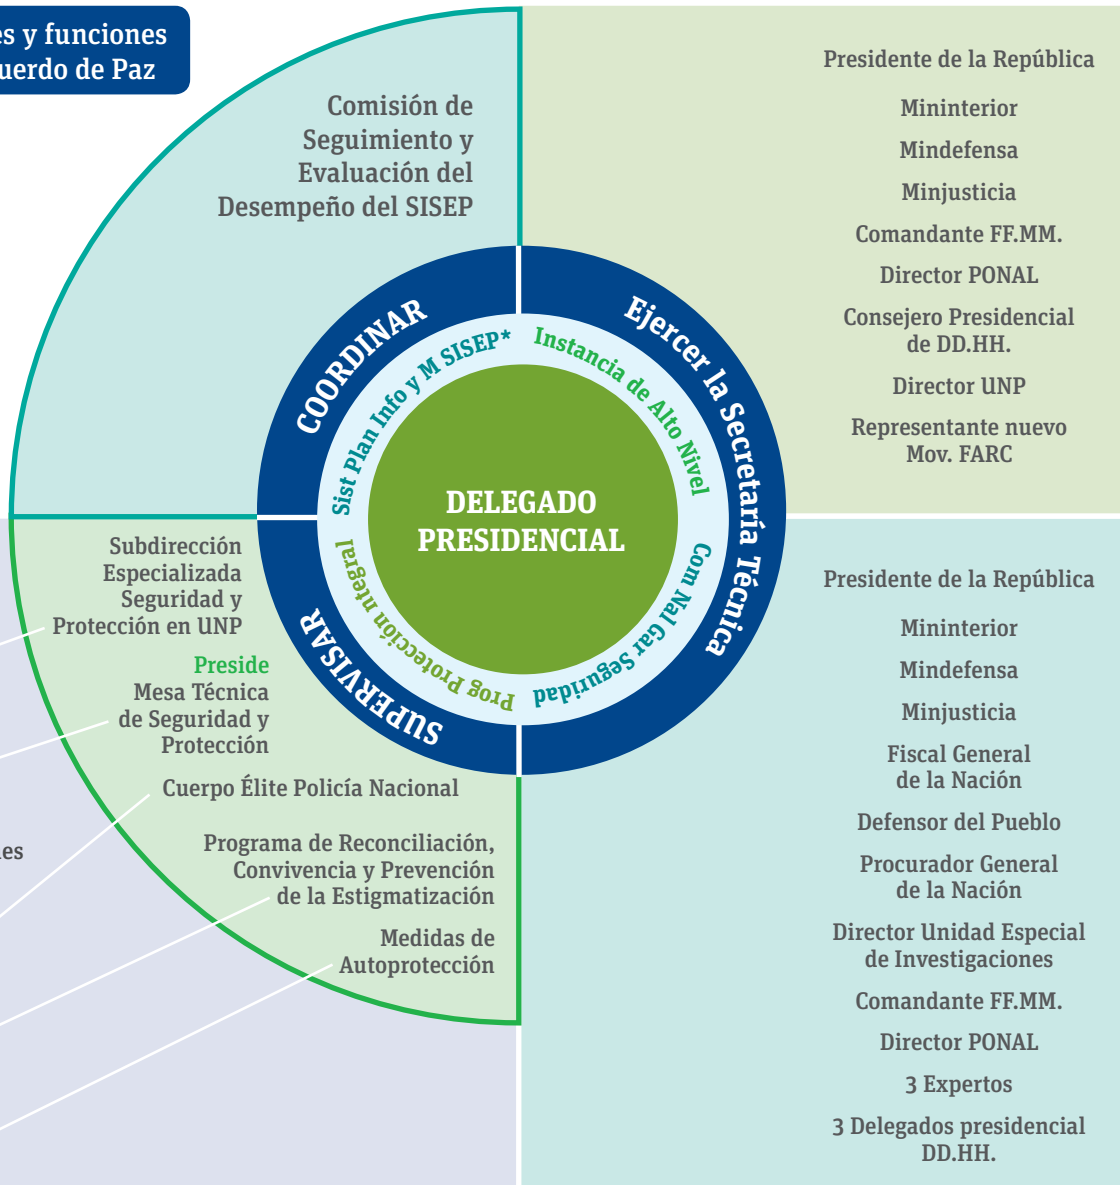 es y funciones
uerdo de Paz
Comisión de
Seguimiento y
Evaluación del
Desempeño del SISEP
Presidente de la República
Mininterior
Mindefensa
Minjusticia
Comandante FF.MM.
Director PONAL
Consejero Presidencial
de DD.HH.
Director UNP
Representante nuevo
Mov. FARC
COORDINAR
Ejercer la Secretaría Técnica
SUPERVISAR
Sist Plan Info y M SISEP*
Instancia de Alto Nivel
Com Nal Gar Seguridad
Prog Protección ntegral
DELEGADO
PRESIDENCIAL
Subdirección
Especializada
Seguridad y
Protección en UNP
Preside
Mesa Técnica
de Seguridad y
Protección
Cuerpo Élite Policía Nacional
es
Programa de Reconciliación,
Convivencia y Prevención
de la Estigmatización
Medidas de
Autoprotección
Presidente de la República
Mininterior
Mindefensa
Minjusticia
Fiscal General
de la Nación
Defensor del Pueblo
Procurador General
de la Nación
Director Unidad Especial
de Investigaciones
Comandante FF.MM.
Director PONAL
3 Expertos
3 Delegados presidencial
DD.HH.